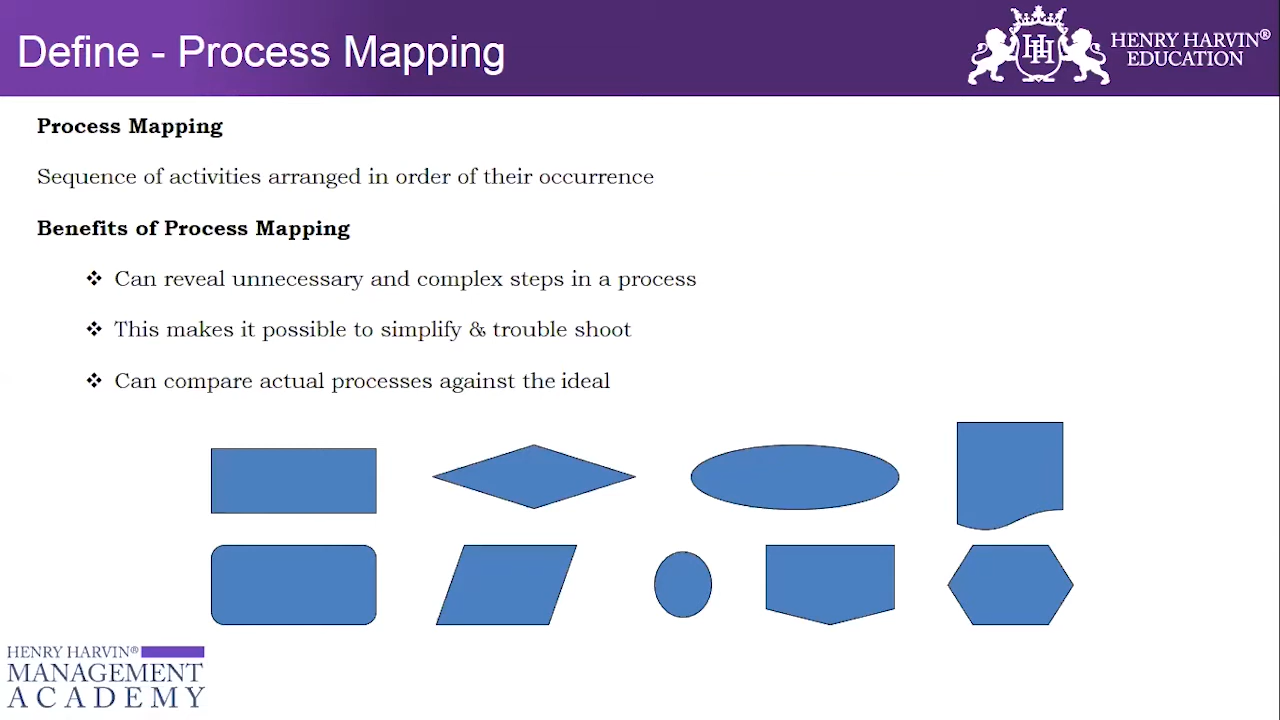 Define - Process Mapping
HENRY HARVIN®
EDUCATION
Process Mapping
Sequence of activities arranged in order of their occurrence
Benefits of Process Mapping
❖ Can reveal unnecessary and complex steps in a process
❖ This makes it possible to simplify & trouble shoot
❖ Can compare actual processes against the ideal
HENRY HARVIN®
MANAGEMENT
ACADEMY